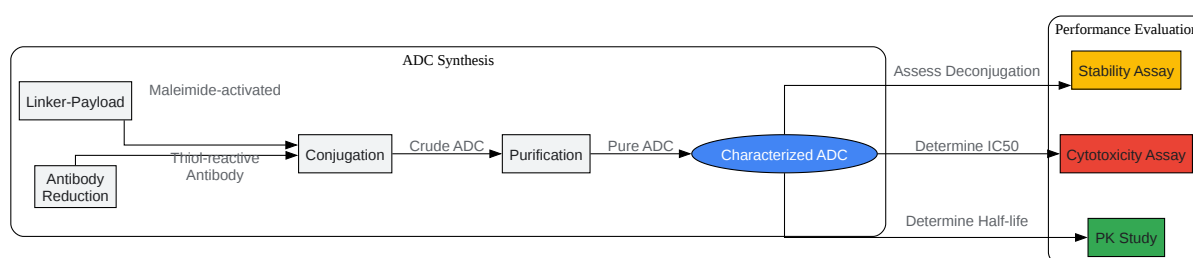 Performance Evaluation
ADC Synthesis
Assess Deconjugation
Stability Assay
Linker-Payload
Maleimide-activated
Thiol-reactive
Antibody
Antibody
Reduction
Conjugation
Crude ADC
Purification
Pure ADC
Characterized ADC
Determine IC50
Cytotoxicity Assay
Determine Half-life
PK Study